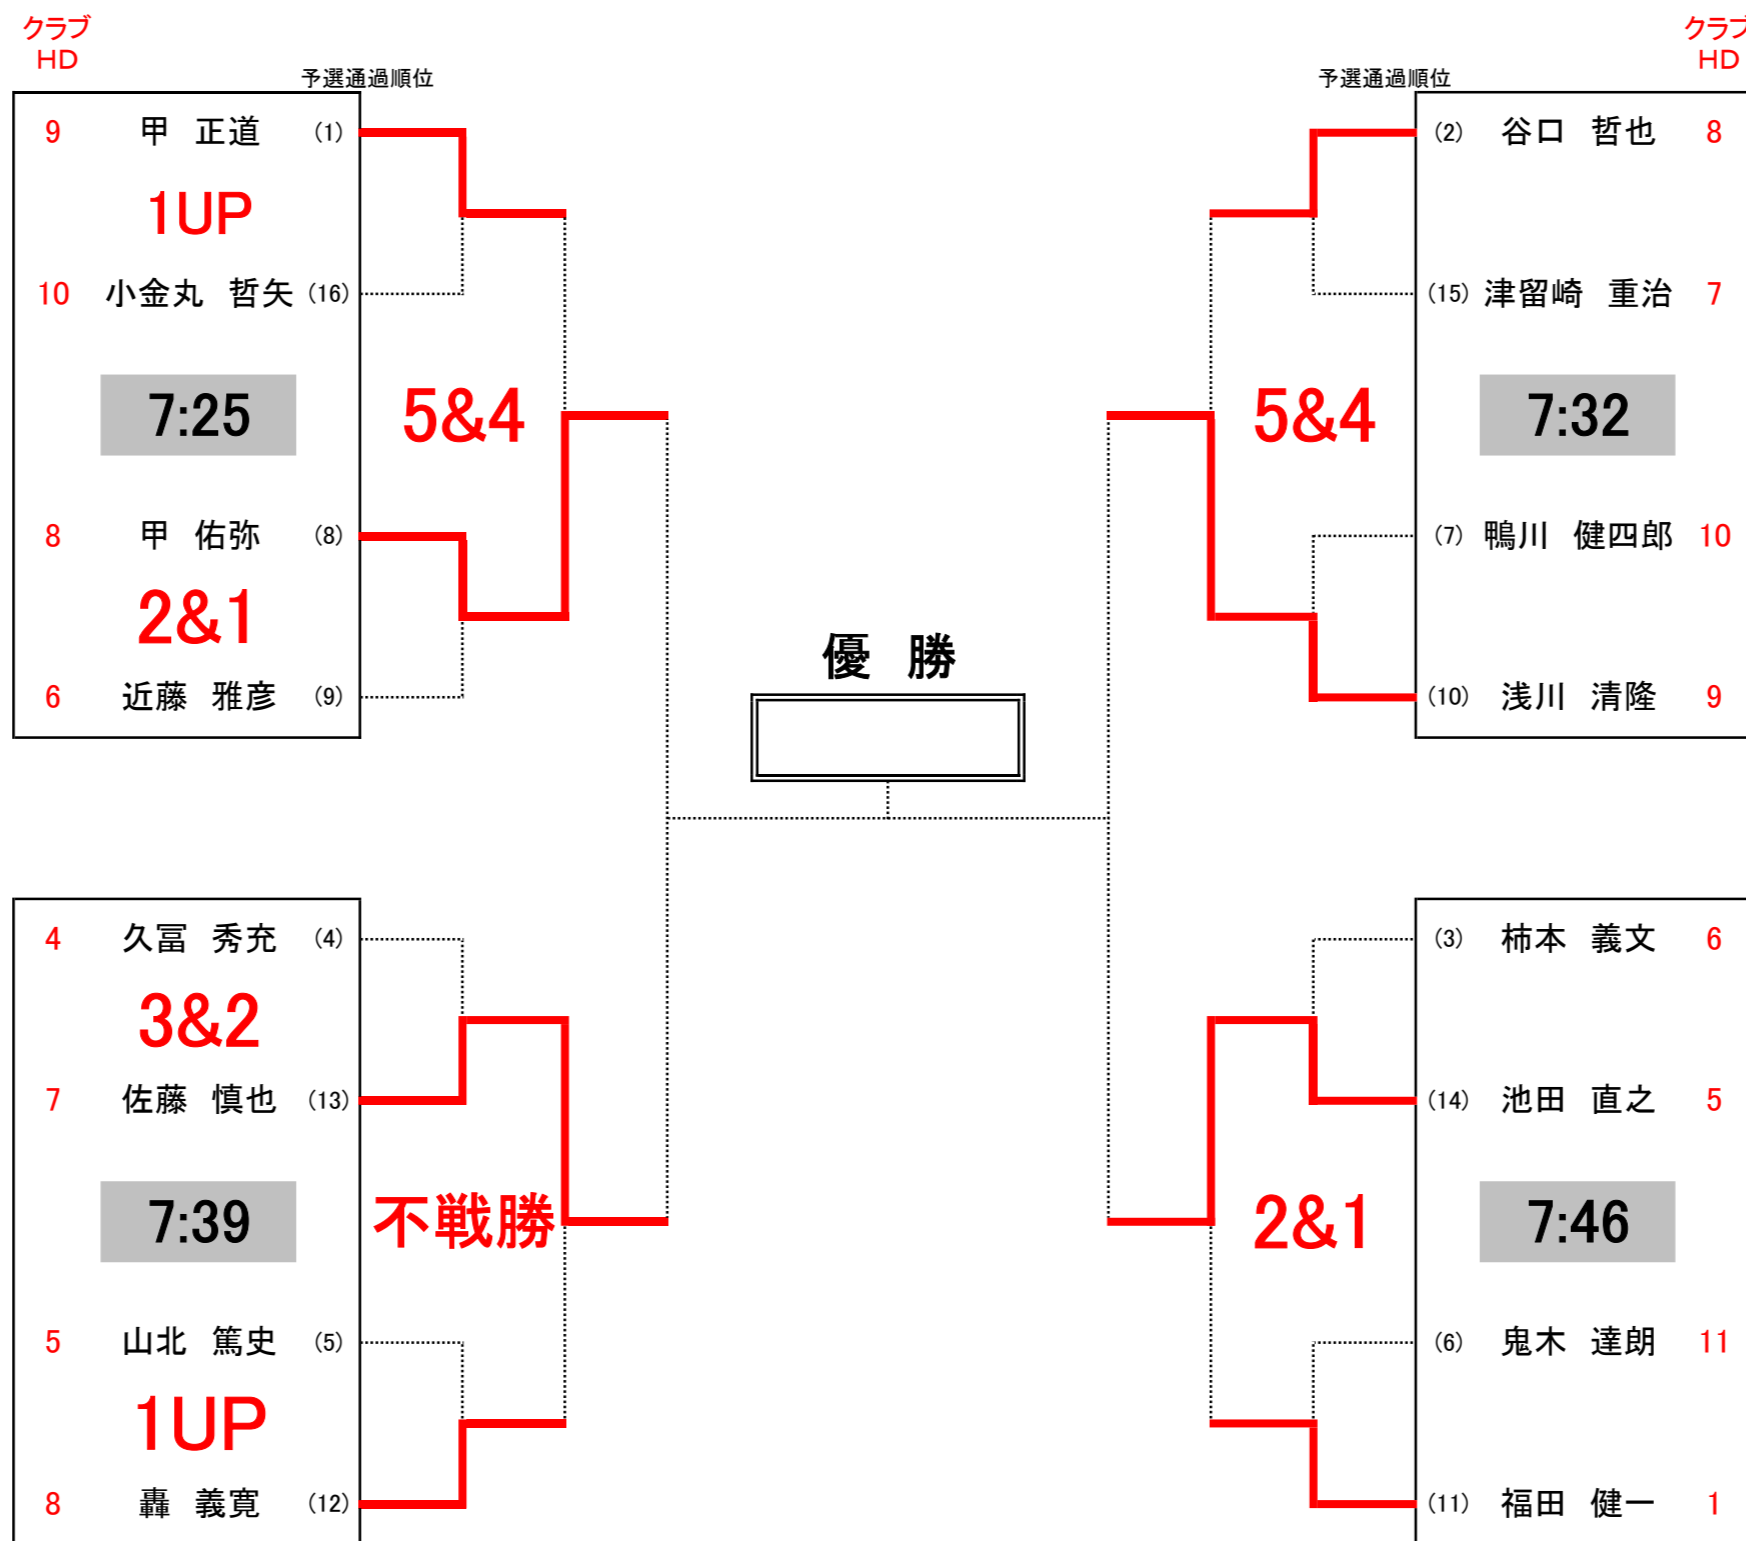 クラブ
HD
予選通過順位
9 甲 正道 (1)
1UP
10 小金丸 哲矢 (16)
7:25
5&4
8 甲 佑弥 (8)
2&1
6 近藤 雅彦 (9)
4 久冨 秀充 (4)
3&2
7 佐藤 慎也 (13)
7:39
不戦勝
5 山北 篤史 (5)
1UP
8 轟 義寛 (12)
優 勝
クラブ
HD
予選通過順位
(2) 谷口 哲也 8
(15) 津留崎 重治 7
5&4
7:32
(7) 鴨川 健四郎 10
(10) 浅川 清隆 9
(3) 柿本 義文 6
(14) 池田 直之 5
2&1
7:46
(6) 鬼木 達朗 11
(11) 福田 健一 1